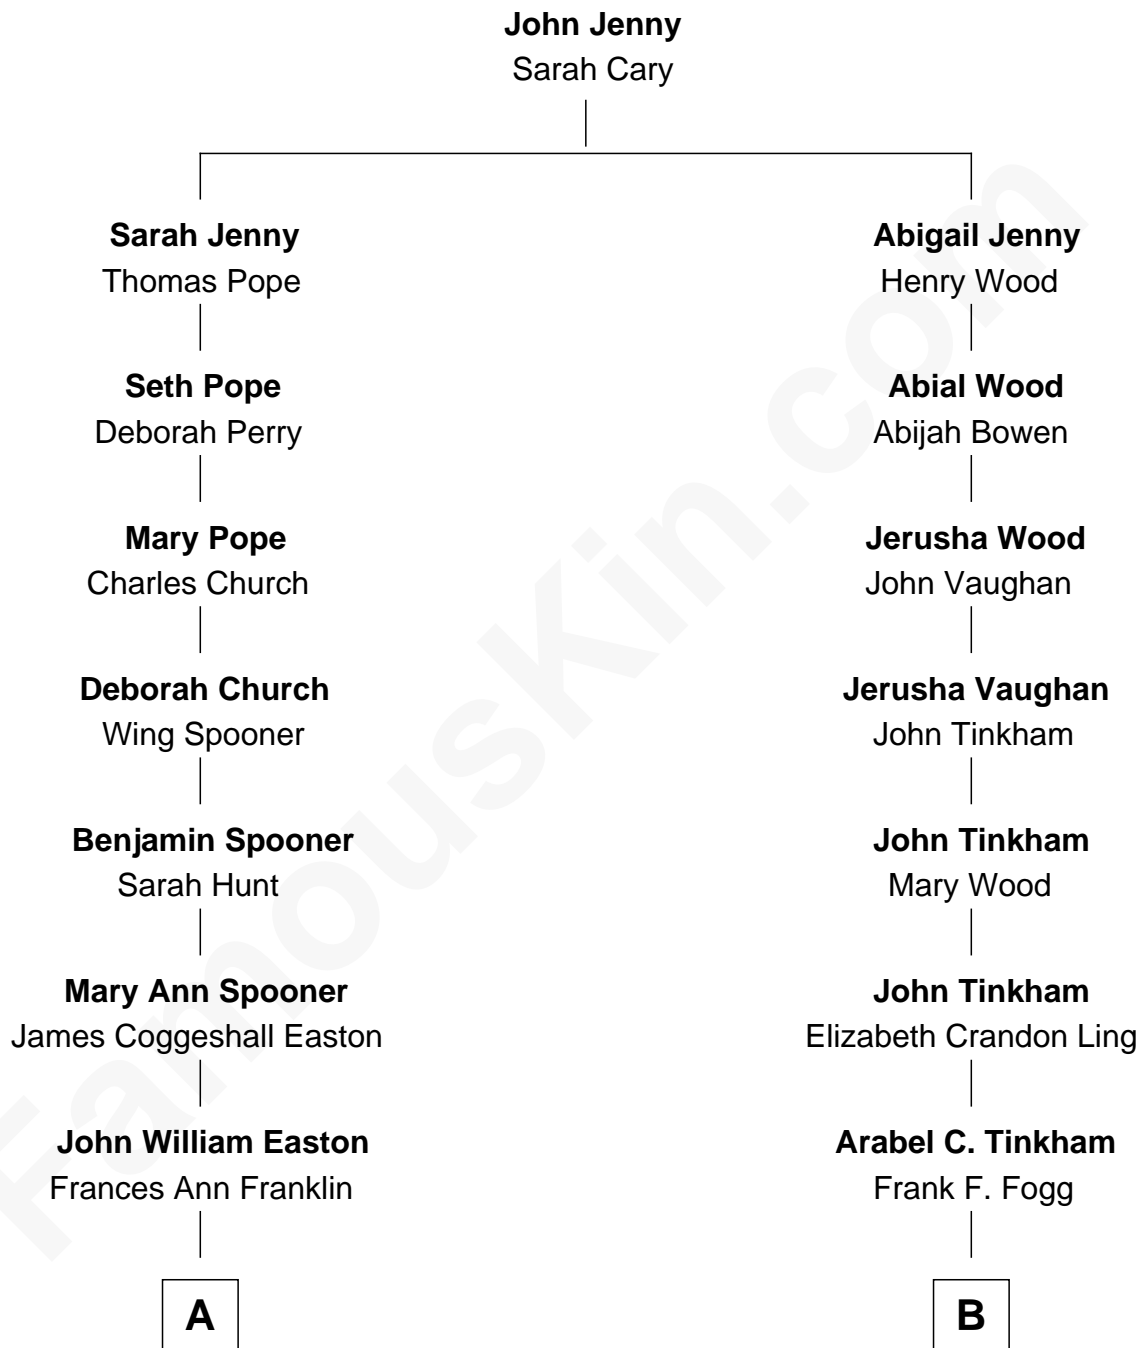 John Jenny
Sarah Cary
Sarah Jenny
Thomas Pope
Abigail Jenny
Henry Wood
Seth Pope
Deborah Perry
Abial Wood
Abijah Bowen
Mary Pope
Charles Church
Jerusha Wood
John Vaughan
Deborah Church
Wing Spooner
Jerusha Vaughan
John Tinkham
Benjamin Spooner
Sarah Hunt
John Tinkham
Mary Wood
Mary Ann Spooner
James Coggeshall Easton
John Tinkham
Elizabeth Crandon Ling
John William Easton
Frances Ann Franklin
Arabel C. Tinkham
Frank F. Fogg
A
B
FamousKin.com